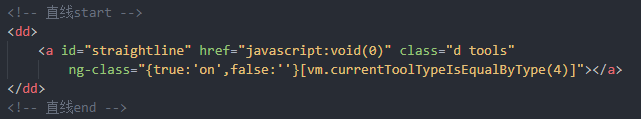 <!-- 直线start -->
<dd>
<a id="straightline" href="javascript:void(0)" class="d tools"
ng-class="{true:'on',false:''}[vm.currentToolTypeIsEqualByType(4)]"></a>
</dd>
<!-- 直线end -->